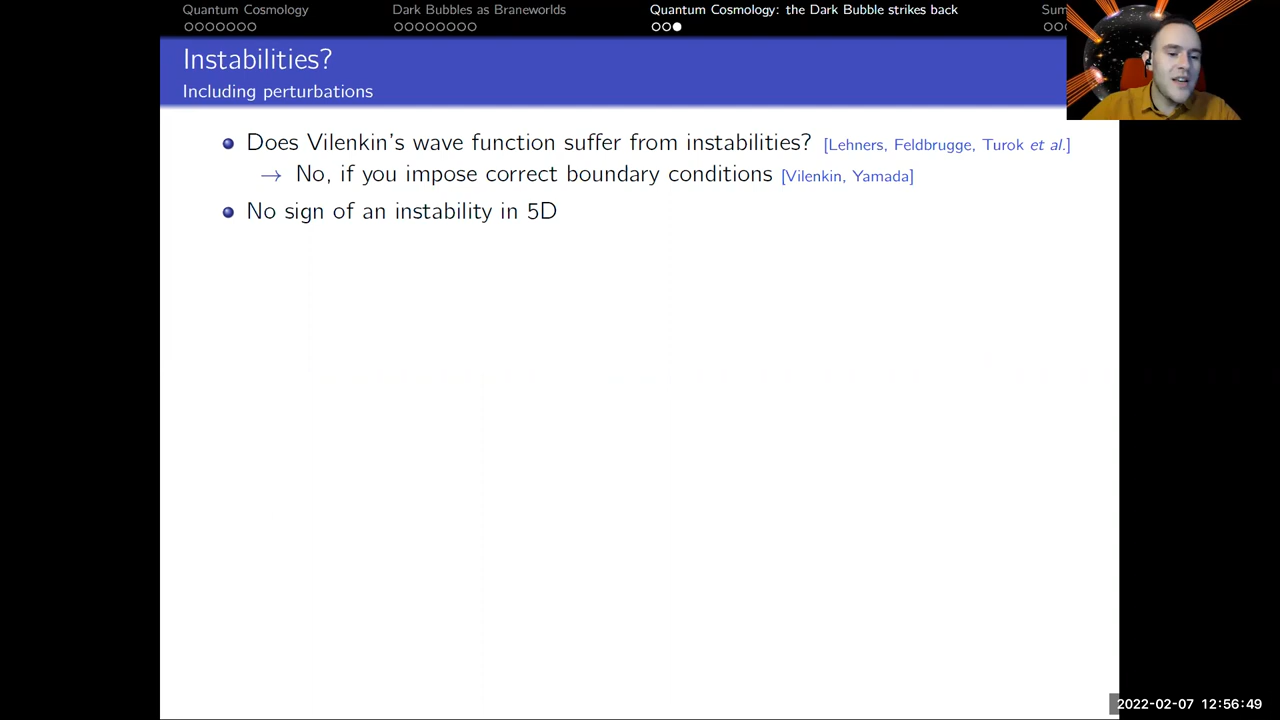 Quantum Cosmology
Dark Bubbles as Braneworlds
Quantum Cosmology: the Dark Bubble strikes back
Sum
Instabilities?
Including perturbations
Does Vilenkin's wave function suffer from instabilities? [Lehners, Feldbrugge, Turok et al.]
→ No, if you impose correct boundary conditions [Vilenkin, Yamada]
No sign of an instability in 5D
2022-02-07 12:56:49